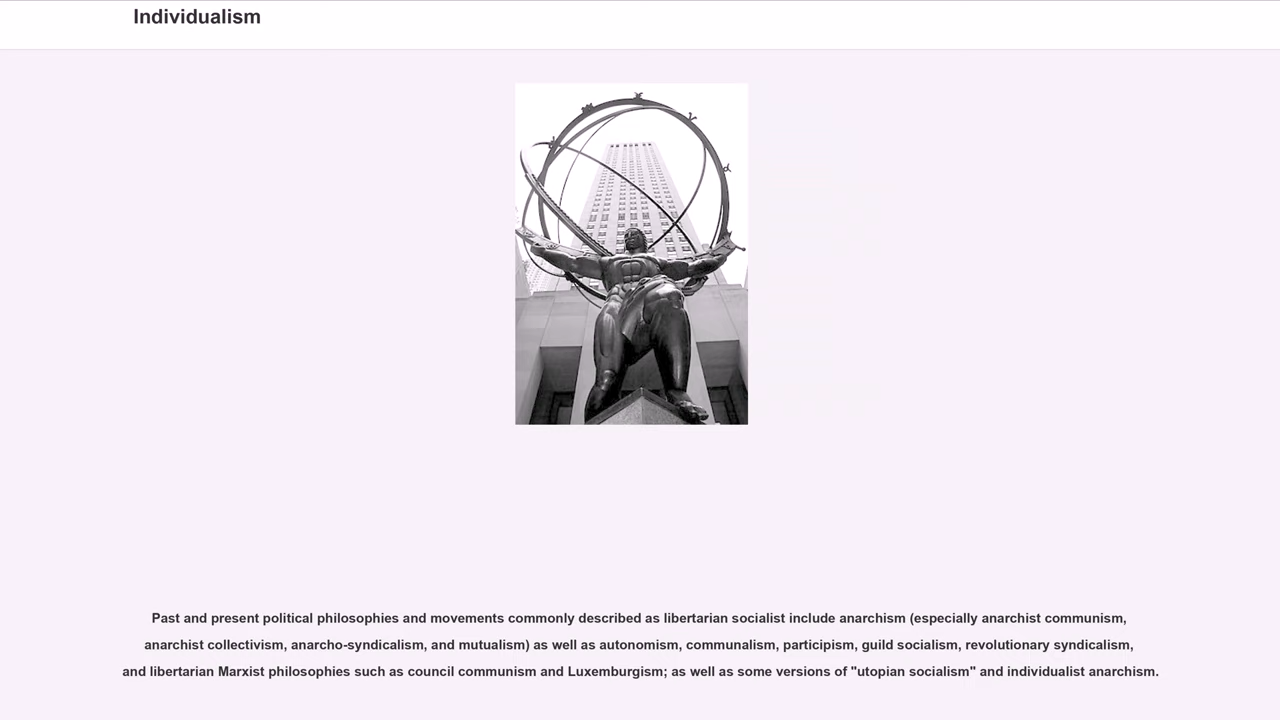 Individualism
Past and present political philosophies and movements commonly described as libertarian socialist include anarchism (especially anarchist communism,
anarchist collectivism, anarcho-syndicalism, and mutualism) as well as autonomism, communalism, participism, guild socialism, revolutionary syndicalism,
and libertarian Marxist philosophies such as council communism and Luxemburgism; as well as some versions of "utopian socialism" and individualist anarchism.